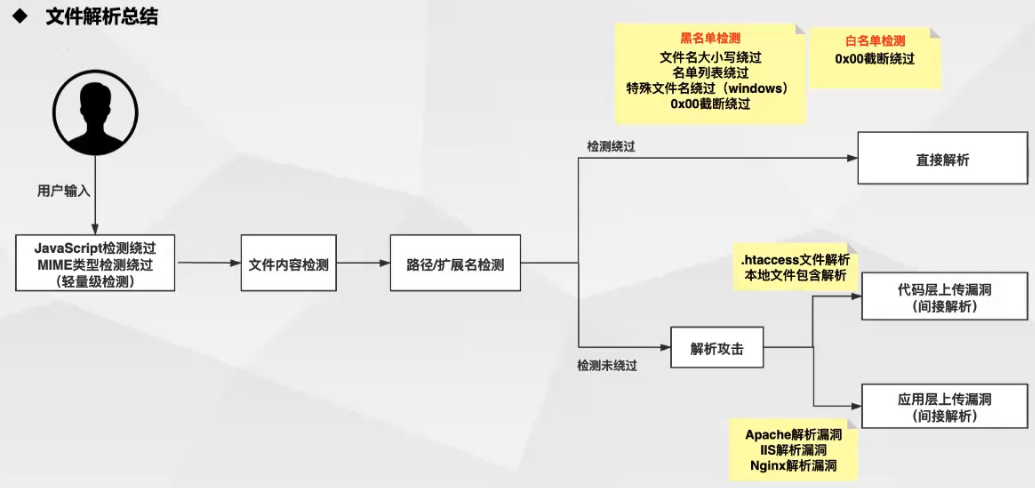 文件解析总结
黑名单检测
文件名大小写绕过
名单列表绕过
特殊文件名绕过（windows）
0x00截断绕过
白名单检测
0x00截断绕过
用户输入
JavaScript检测绕过
MIME类型检测绕过
（轻量级检测）
文件内容检测
路径/扩展名检测
检测绕过
直接解析
检测未绕过
解析攻击
.htaccess文件解析
本地文件包含解析
代码层上传漏洞
（间接解析）
应用层上传漏洞
（间接解析）
Apache解析漏洞
IIS解析漏洞
Nginx解析漏洞